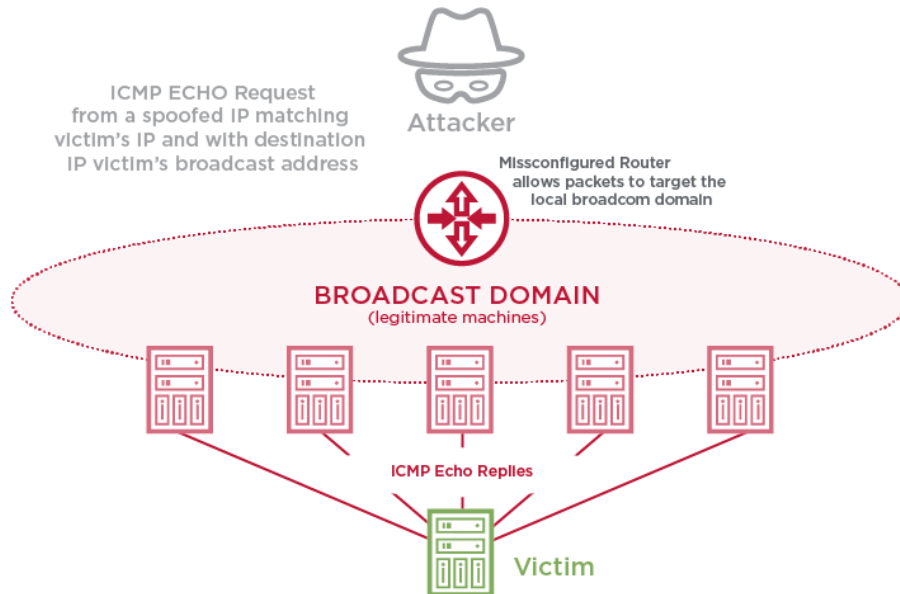 ICMP ECHO Request
from a spoofed IP matching
victim's IP and with destination
IP victim's broadcast address
Attacker
Missconfigured Router
allows packets to target the
local broadcom domain
BROADCAST DOMAIN
(legitimate machines)
ICMP Echo Replies
Victim